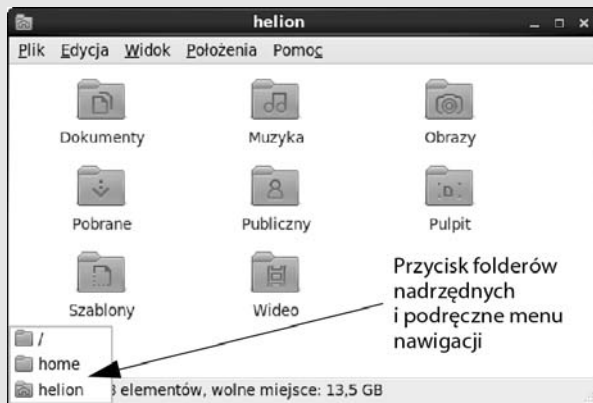 helion
Plik Edycja Widok Położenia Pomoc
Dokumenty Muzyka Obrazy
Pobrane Publiczny Pulpit
Szablony Wideo
Przycisk folderów
nadrzędnych
i podręczne menu
nawigacji
/
home
helion elementów, wolne miejsce: 13,5 GB